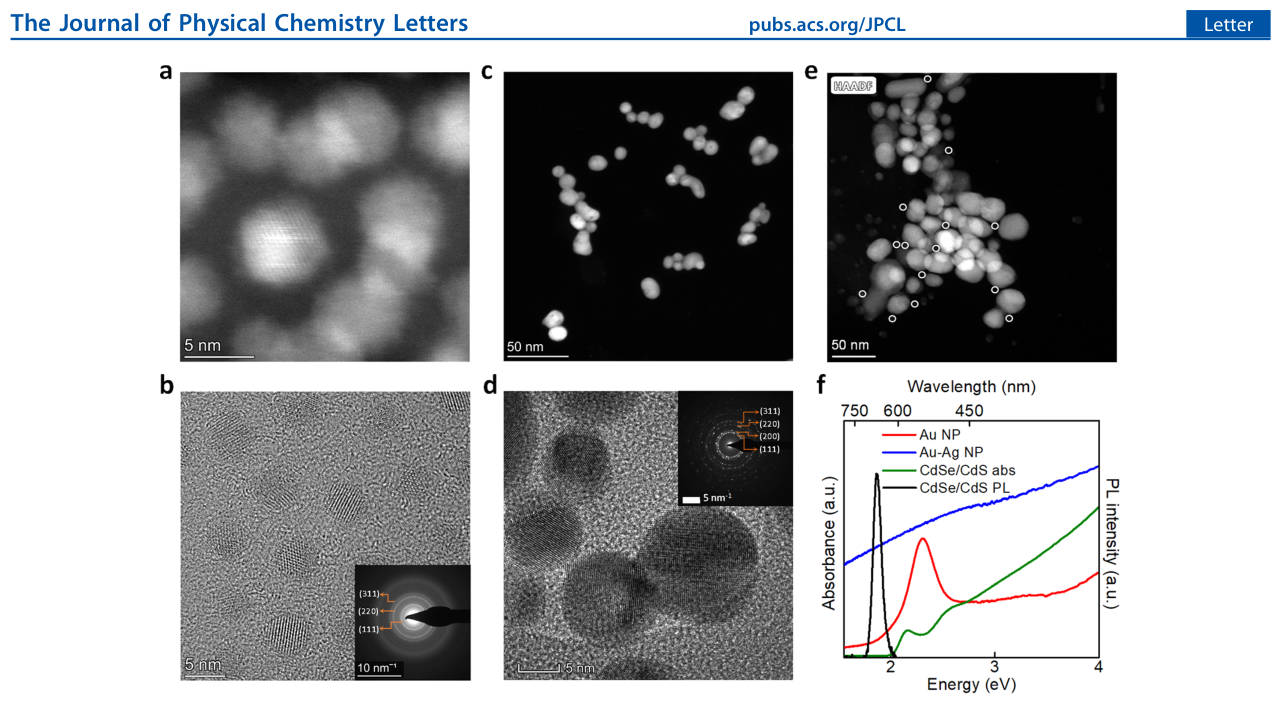 The Journal of Physical Chemistry Letters
pubs.acs.org/JPCL
Letter
a
5 nm
c
50 nm
e
HAADF
50 nm
b
5 nm
(311)
(220)
(111)
10 nm⁻¹
d
5 nm
(311)
(220)
(200)
(111)
5 nm⁻¹
f
Wavelength (nm)
750 600 450
Au NP
Au-Ag NP
CdSe/CdS abs
CdSe/CdS PL
Absorbance (a.u.)
PL intensity (a.u.)
2 3 4
Energy (eV)